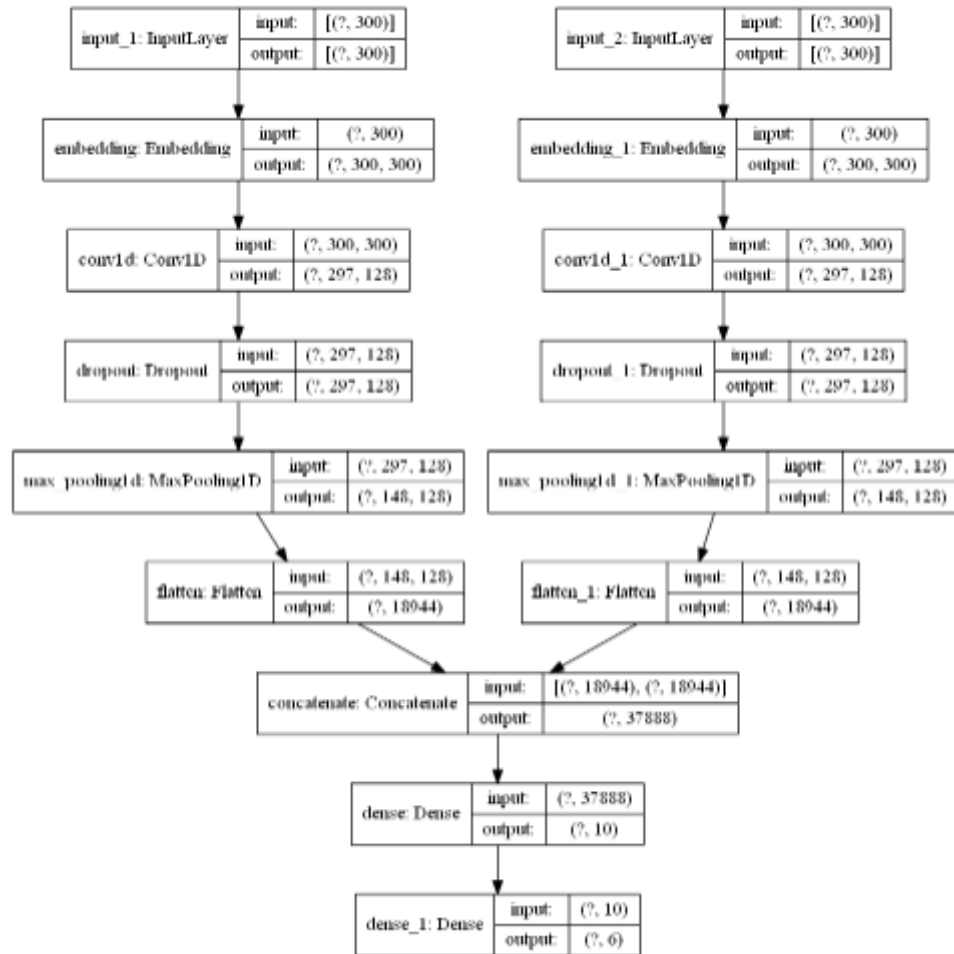 input_1: InputLayer input: [(?, 300)]
output: [(?, 300)]
input_2: InputLayer input: [(?, 300)]
output: [(?, 300)]
embedding: Embedding input: (?, 300)
output: (?, 300, 300)
embedding_1: Embedding input: (?, 300)
output: (?, 300, 300)
conv1d: Conv1D input: (?, 300, 300)
output: (?, 297, 128)
conv1d_1: Conv1D input: (?, 300, 300)
output: (?, 297, 128)
dropout: Dropout input: (?, 297, 128)
output: (?, 297, 128)
dropout_1: Dropout input: (?, 297, 128)
output: (?, 297, 128)
max_pooling1d: MaxPooling1D input: (?, 297, 128)
output: (?, 148, 128)
max_pooling1d_1: MaxPooling1D input: (?, 297, 128)
output: (?, 148, 128)
flatten: Flatten input: (?, 148, 128)
output: (?, 18944)
flatten_1: Flatten input: (?, 148, 128)
output: (?, 18944)
concatenate: Concatenate input: [(?, 18944), (?, 18944)]
output: (?, 37888)
dense: Dense input: (?, 37888)
output: (?, 10)
dense_1: Dense input: (?, 10)
output: (?, 6)